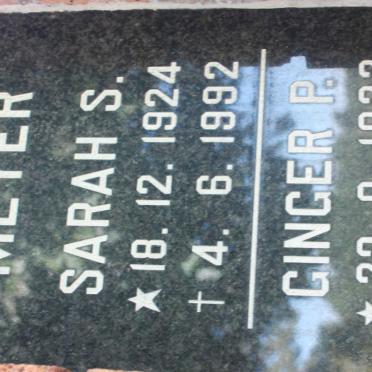 SARAH S.
★ 18. 12. 1924
† 4. 6. 1992
GINGER P.